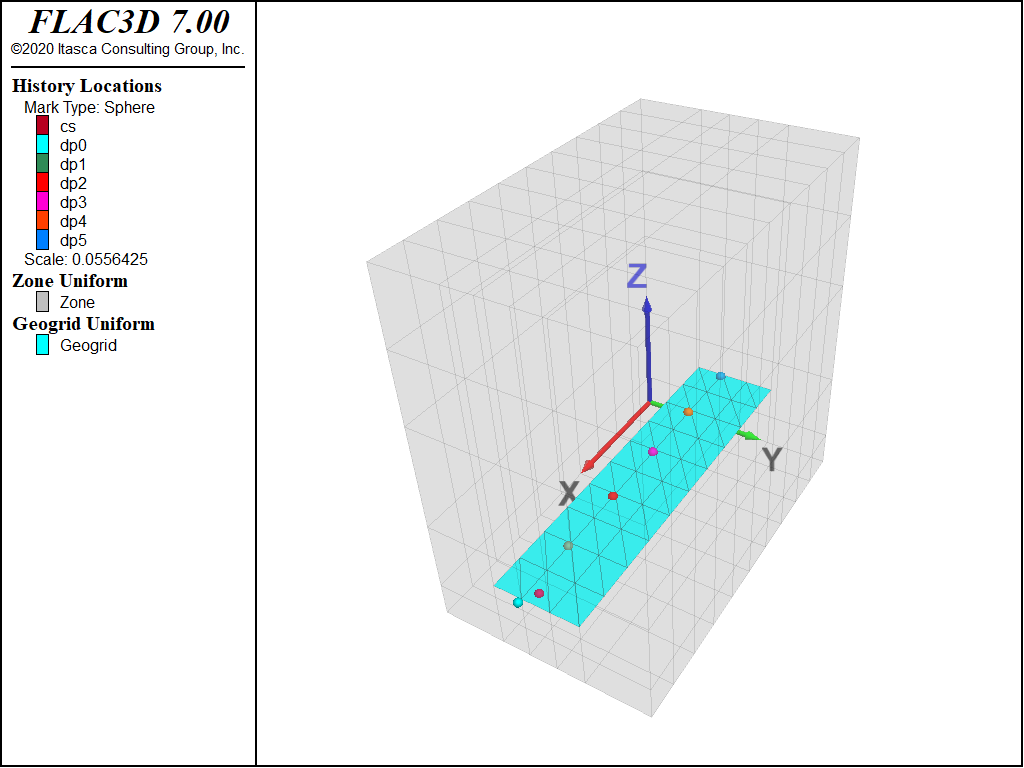 FLAC3D 7.00
©2020 Itasca Consulting Group, Inc.
History Locations
Mark Type: Sphere
cs
dp0
dp1
dp2
dp3
dp4
dp5
Scale: 0.0556425
Zone Uniform
Zone
Geogrid Uniform
Geogrid
Z
Y
X